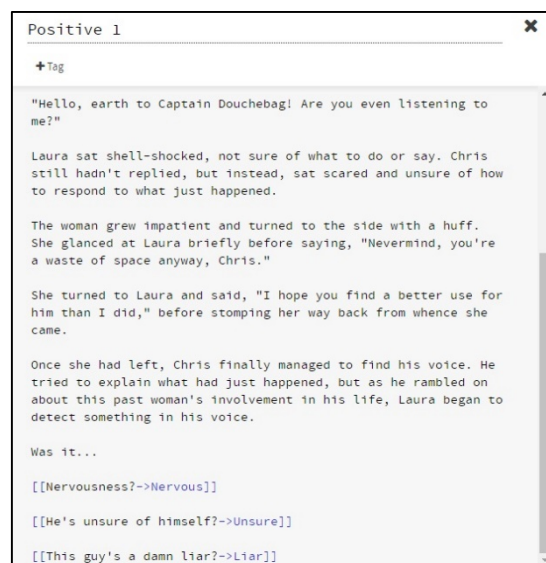 Positive 1
+Tag
"Hello, earth to Captain Douchebag! Are you even listening to
me?"
Laura sat shell-shocked, not sure of what to do or say. Chris
still hadn't replied, but instead, sat scared and unsure of how
to respond to what just happened.
The woman grew impatient and turned to the side with a huff.
She glanced at Laura briefly before saying, "Nevermind, you're
a waste of space anyway, Chris."
She turned to Laura and said, "I hope you find a better use for
him than I did," before stomping her way back from whence she
came.
Once she had left, Chris finally managed to find his voice. He
tried to explain what had just happened, but as he rambled on
about this past woman's involvement in his life, Laura began to
detect something in his voice.
Was it...
[[Nervousness?->Nervous]]
[[He's unsure of himself?->Unsure]]
[[This guy's a damn liar?->Liar]]